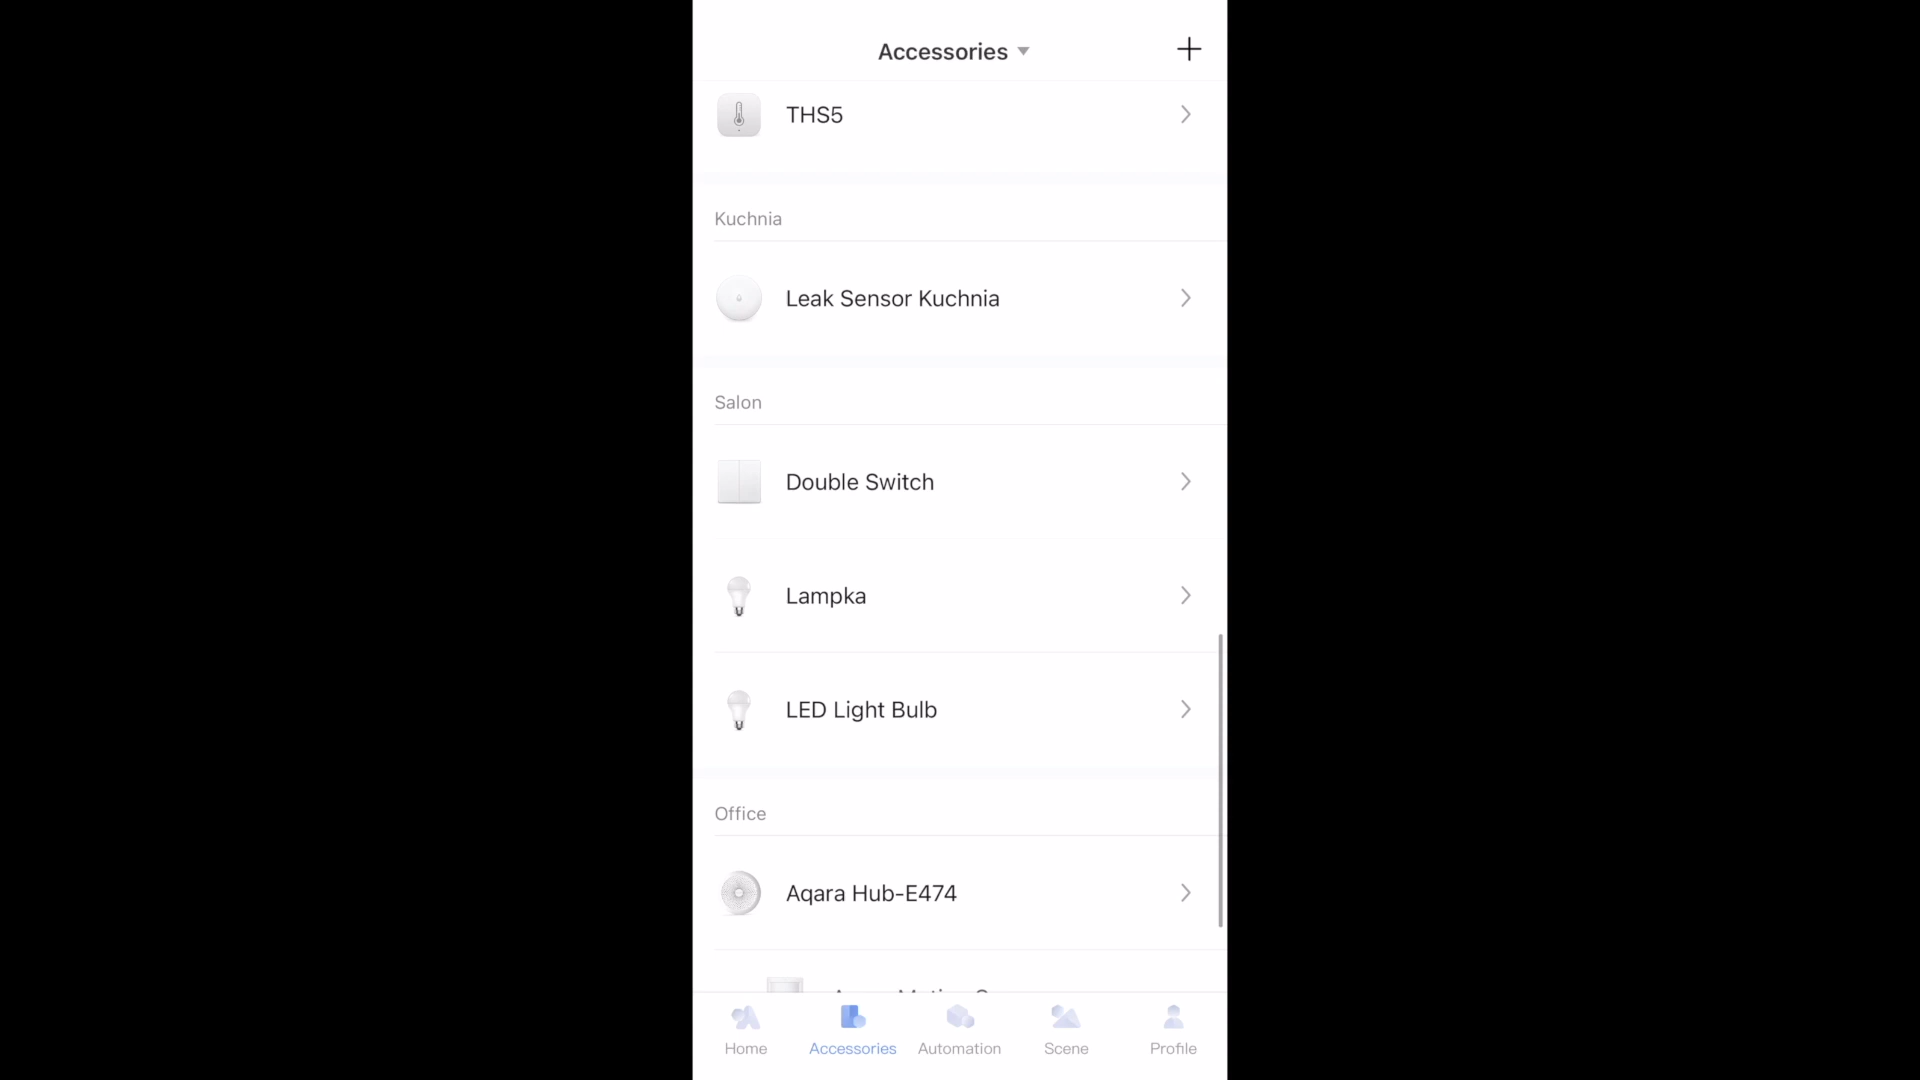 Accessories
THS5
Kuchnia
Leak Sensor Kuchnia
Salon
Double Switch
Lampka
LED Light Bulb
Office
Aqara Hub-E474
Home
Accessories
Automation
Scene
Profile